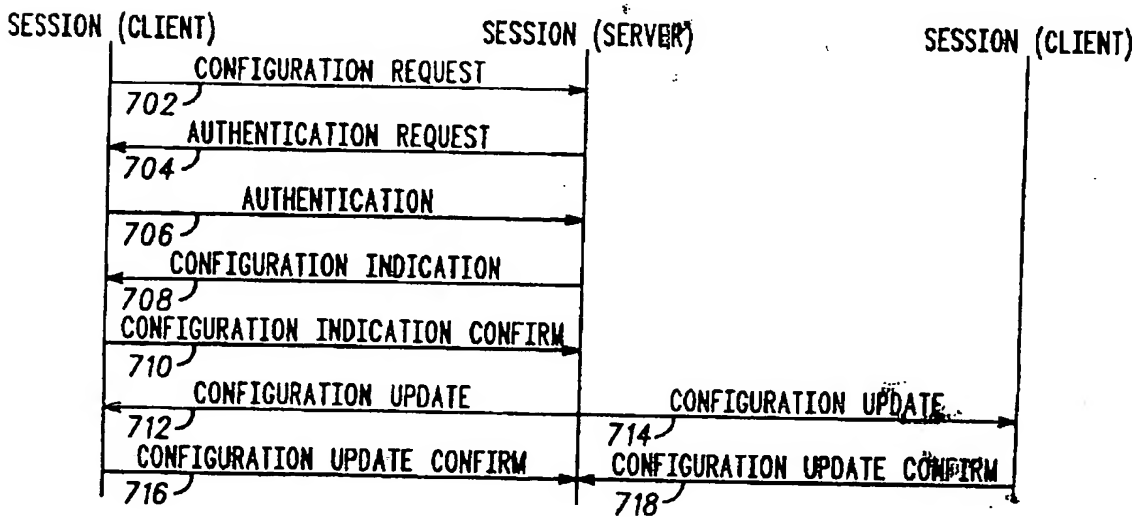 SESSION (CLIENT)
SESSION (SERVER)
SESSION (CLIENT)
CONFIGURATION REQUEST
702
AUTHENTICATION REQUEST
704
AUTHENTICATION
706
CONFIGURATION INDICATION
708
CONFIGURATION INDICATION CONFIRM
710
CONFIGURATION UPDATE
712
CONFIGURATION UPDATE
714
CONFIGURATION UPDATE CONFIRM
716
CONFIGURATION UPDATE CONFIRM
718